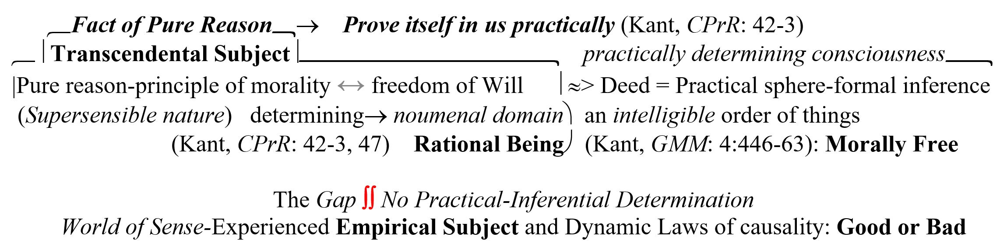 Fact of Pure Reason → Prove itself in us practically (Kant, CPrR: 42-3)
Transcendental Subject practically determining consciousness
Pure reason-principle of morality ↔ freedom of Will ≈> Deed = Practical sphere-formal inference
(Supersensible nature) determining→ noumenal domain an intelligible order of things
(Kant, CPrR: 42-3, 47) Rational Being (Kant, GMM: 4:446-63): Morally Free
The Gap ∬ No Practical-Inferential Determination
World of Sense-Experienced Empirical Subject and Dynamic Laws of causality: Good or Bad